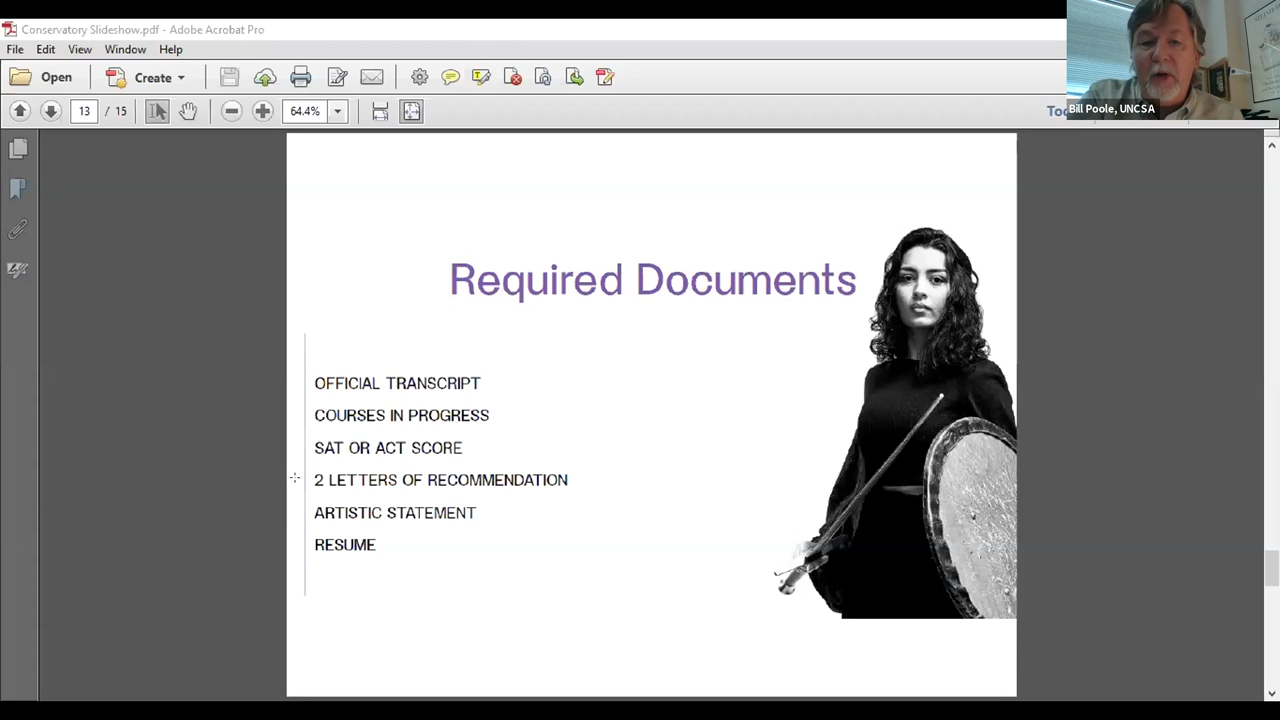 Conservatory Slideshow.pdf - Adobe Acrobat Pro
File Edit View Window Help
Open Create
13 / 15 64.4%
Bill Poole, UNCSA
Required Documents
OFFICIAL TRANSCRIPT
COURSES IN PROGRESS
SAT OR ACT SCORE
2 LETTERS OF RECOMMENDATION
ARTISTIC STATEMENT
RESUME